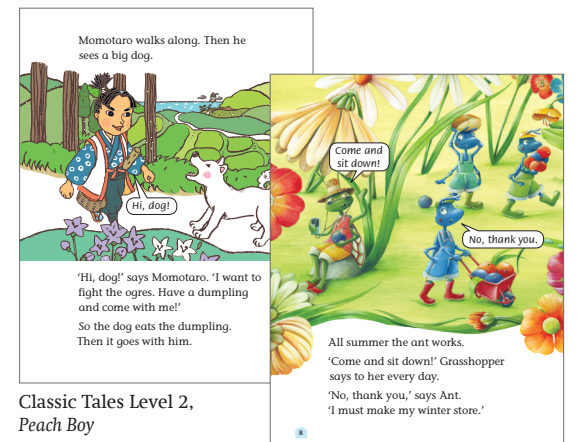 Momotaro walks along. Then he
sees a big dog.
Hi, dog!
‘Hi, dog!’ says Momotaro. ‘I want to
fight the ogres. Have a dumpling
and come with me!’
So the dog eats the dumpling.
Then it goes with him.
Classic Tales Level 2,
Peach Boy
Come and
sit down!
No, thank you.
All summer the ant works.
‘Come and sit down!’ Grasshopper
says to her every day.
‘No, thank you,’ says Ant.
‘I must make my winter store.’
8